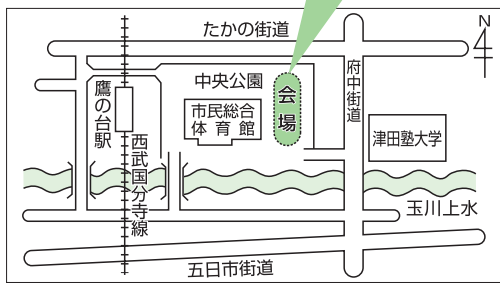 たかの街道
N
中央公園
会場
府中街道
鷹の台駅
市民総合
体育館
津田塾大学
西武国分寺線
玉川上水
五日市街道